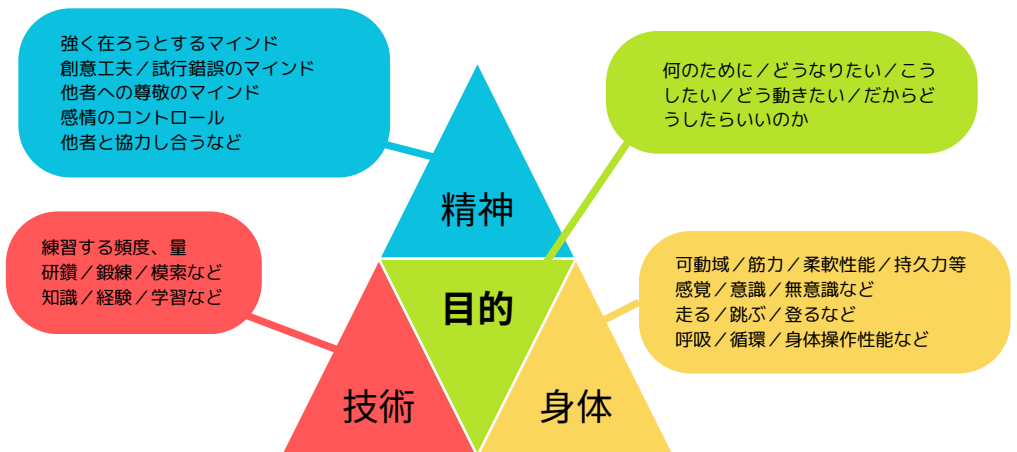 強く在ろうとするマインド
創意工夫／試行錯誤のマインド
他者への尊敬のマインド
感情のコントロール
他者と協力し合うなど
何のために／どうなりたい／こう
したい／どう動きたい／だからど
うしたらいいのか
精神
練習する頻度、量
研鑽／鍛練／模索など
知識／経験／学習など
可動域／筋力／柔軟性能／持久力等
感覚／意識／無意識など
走る／跳ぶ／登るなど
呼吸／循環／身体操作性能など
目的
技術
身体